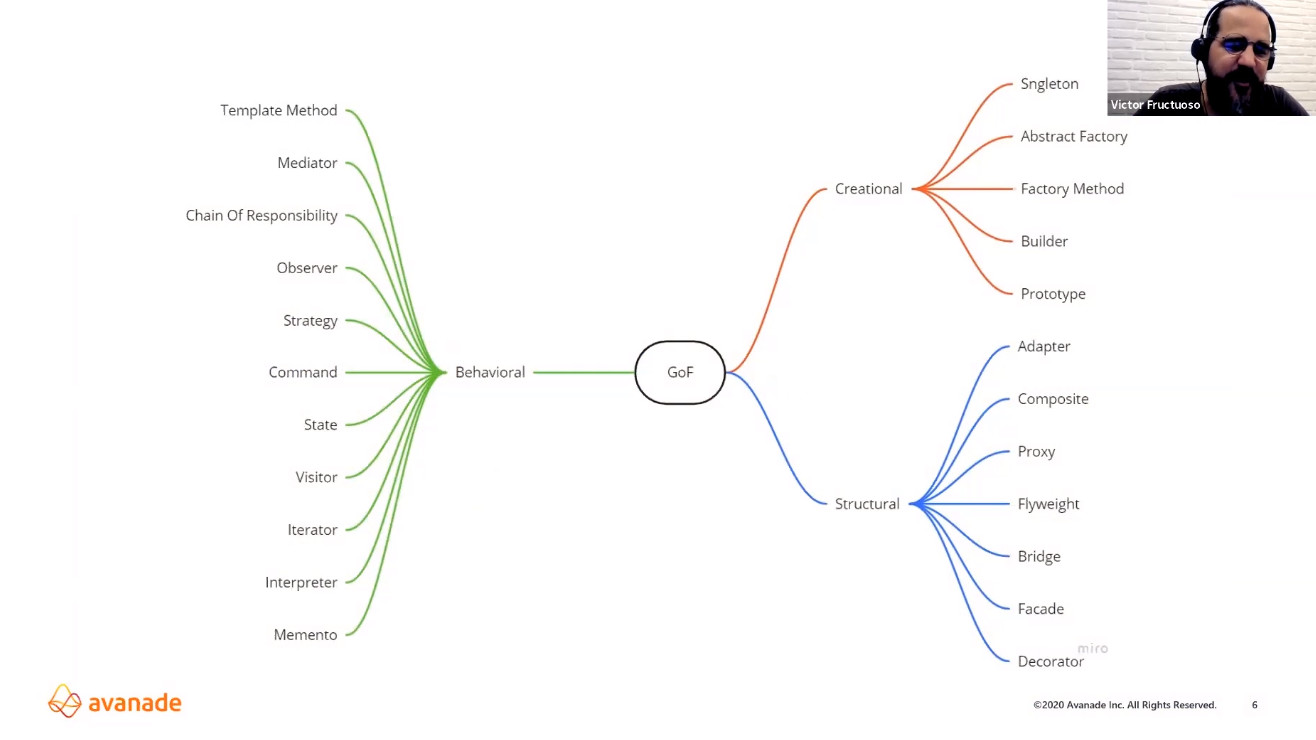 Victor Fructuoso
Template Method
Mediator
Chain Of Responsibility
Observer
Strategy
Command
State
Visitor
Iterator
Interpreter
Memento
Behavioral
GoF
Creational
Sngleton
Abstract Factory
Factory Method
Builder
Prototype
Structural
Adapter
Composite
Proxy
Flyweight
Bridge
Facade
Decorator
miro
avanade
©2020 Avanade Inc. All Rights Reserved. 6